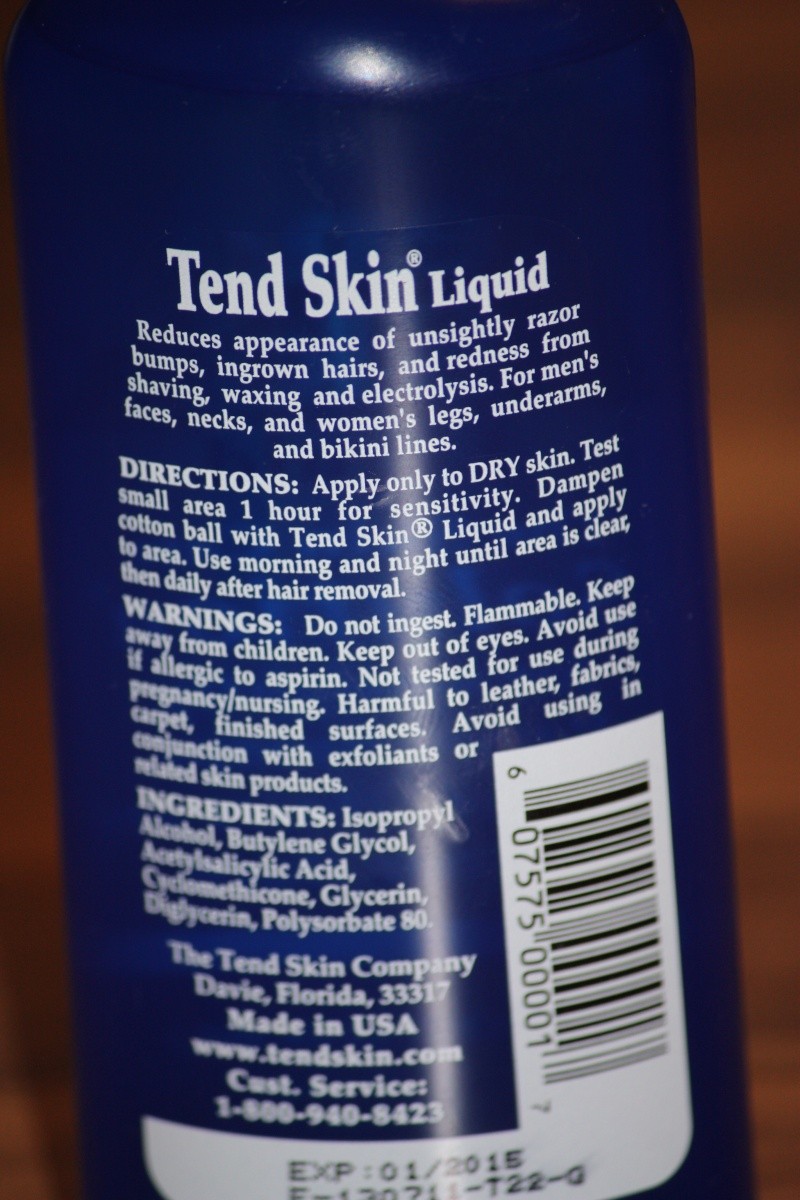 Tend Skin® Liquid
Reduces appearance of unsightly razor
bumps, ingrown hairs, and redness from
shaving, waxing and electrolysis. For men's
faces, necks, and women's legs, underarms,
and bikini lines.
DIRECTIONS: Apply only to DRY skin. Test
small area 1 hour for sensitivity. Dampen
cotton ball with Tend Skin® Liquid and apply
to area. Use morning and night until area is clear,
then daily after hair removal.
WARNINGS: Do not ingest. Flammable. Keep
away from children. Keep out of eyes. Avoid use
if allergic to aspirin. Not tested for use during
pregnancy/nursing. Harmful to leather, fabrics,
carpet, finished surfaces. Avoid using in
conjunction with exfoliants or
related skin products.
INGREDIENTS: Isopropyl
Alcohol, Butylene Glycol,
Acetylsalicylic Acid,
Cyclomethicone, Glycerin,
Diglycerin, Polysorbate 80.
The Tend Skin Company
Davie, Florida, 33317
Made in USA
www.tendskin.com
Cust. Service:
1-800-940-8423
6 07575 00001 7
EXP:01/2015